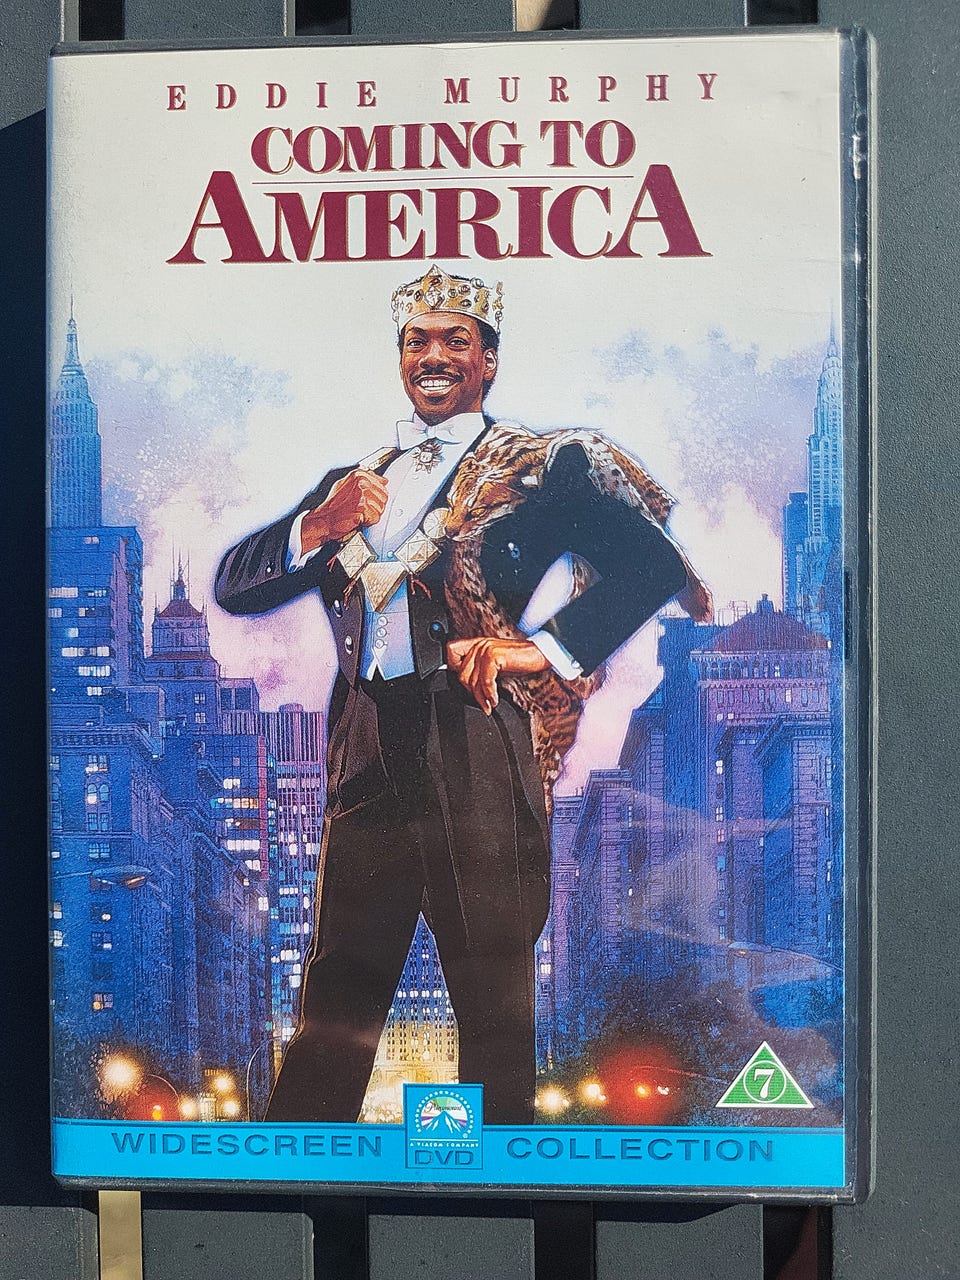 EDDIE MURPHY
COMING TO
AMERICA
7
Paramount
A VIACOM COMPANY
WIDESCREEN DVD COLLECTION